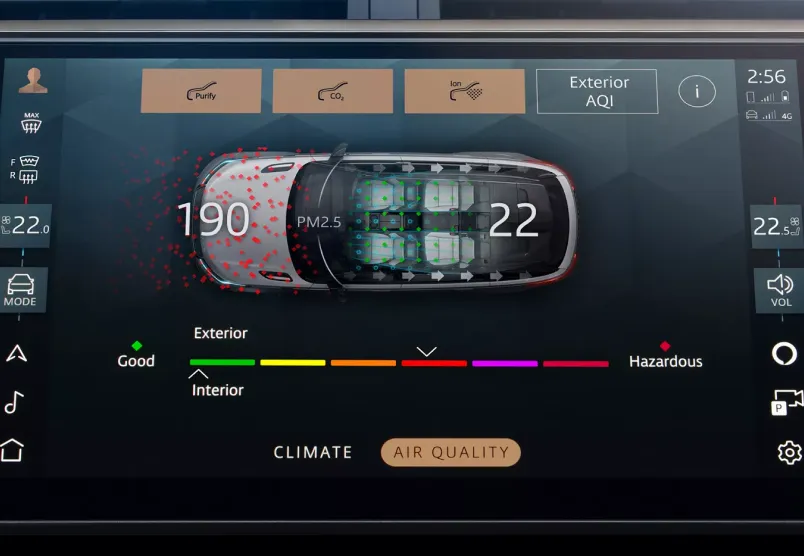 Purify
CO₂
Ion
Exterior
AQI
i
2:56
4G
MAX
F
R
22.0
22.5
MODE
VOL
190
PM2.5
22
Exterior
Good
Hazardous
Interior
P
CLIMATE
AIR QUALITY